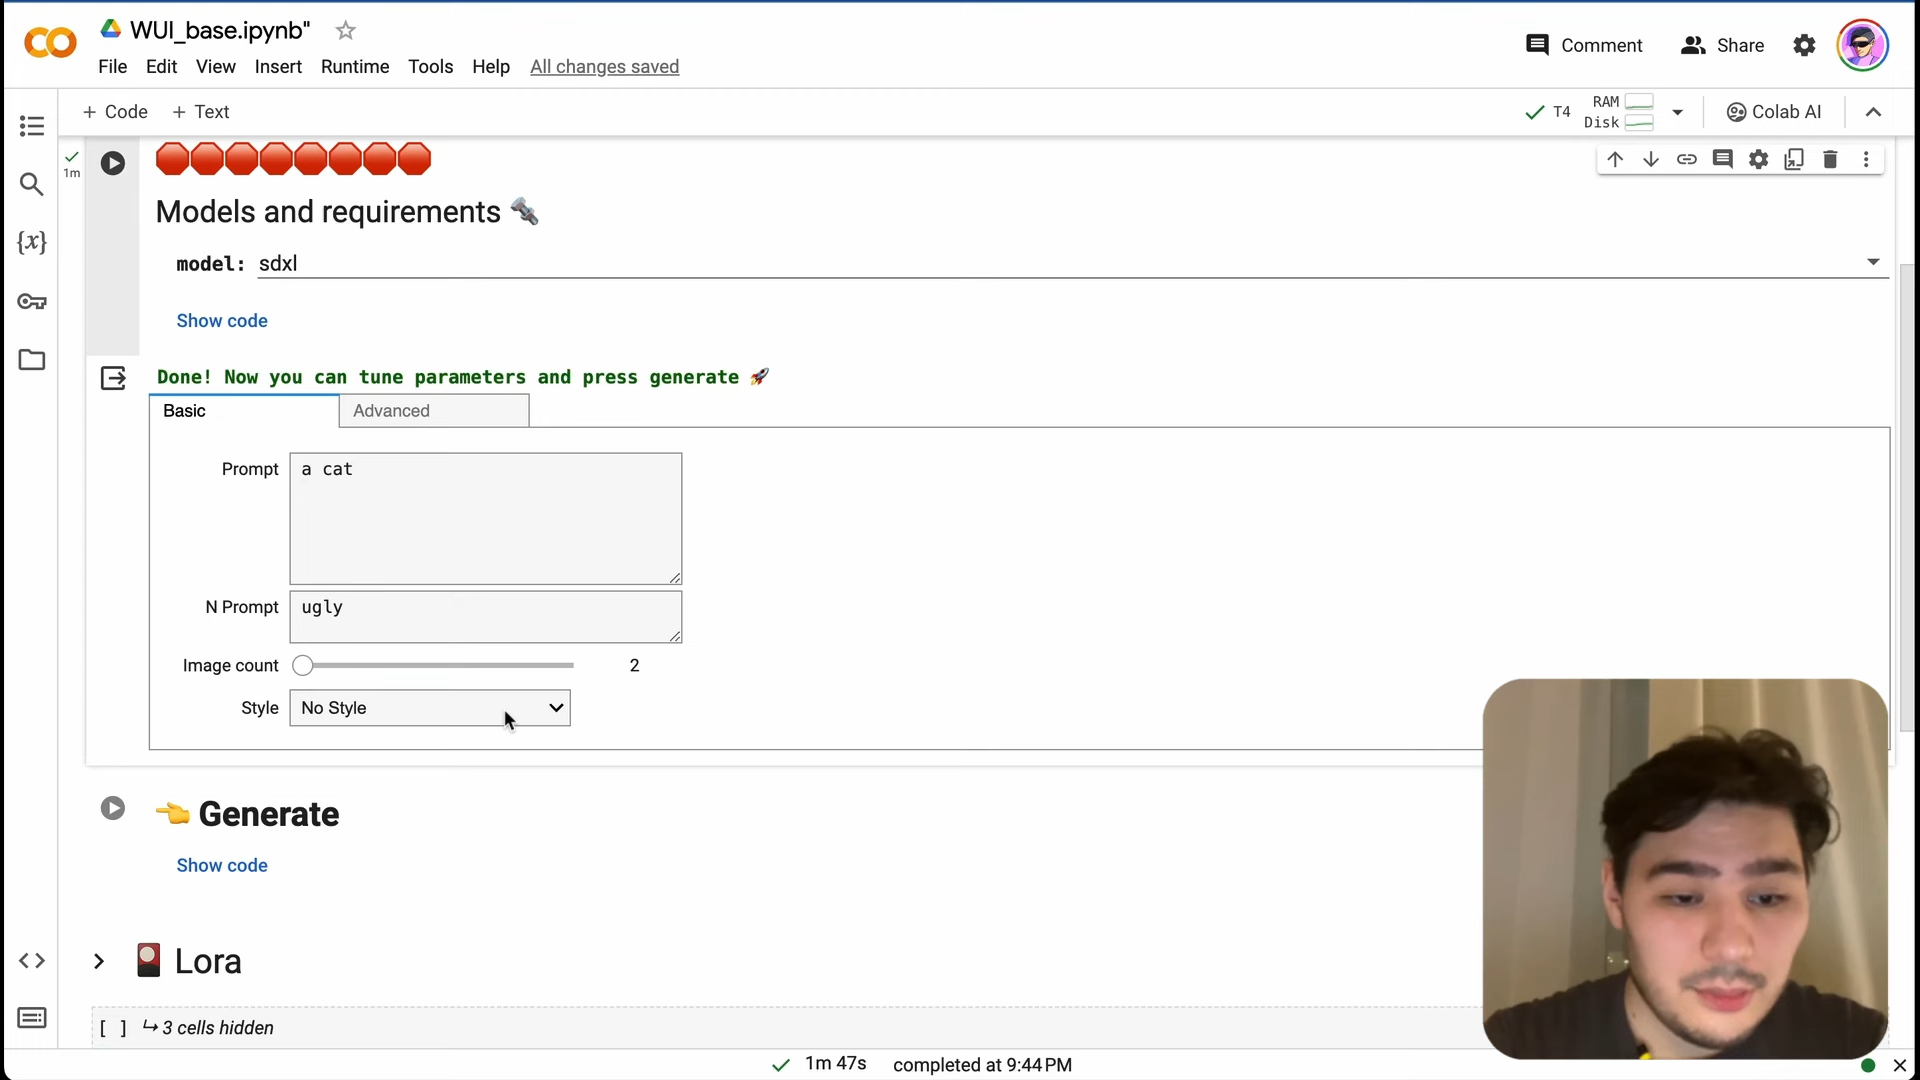 WUI_base.ipynb"
File Edit View Insert Runtime Tools Help All changes saved
Comment Share
+ Code + Text
T4 RAM Disk Colab AI
1m
Models and requirements
model: sdxl
Show code
Done! Now you can tune parameters and press generate
Basic Advanced
Prompt a cat
N Prompt ugly
Image count 2
Style No Style
Generate
Show code
Lora
[ ] ↳ 3 cells hidden
1m 47s completed at 9:44 PM